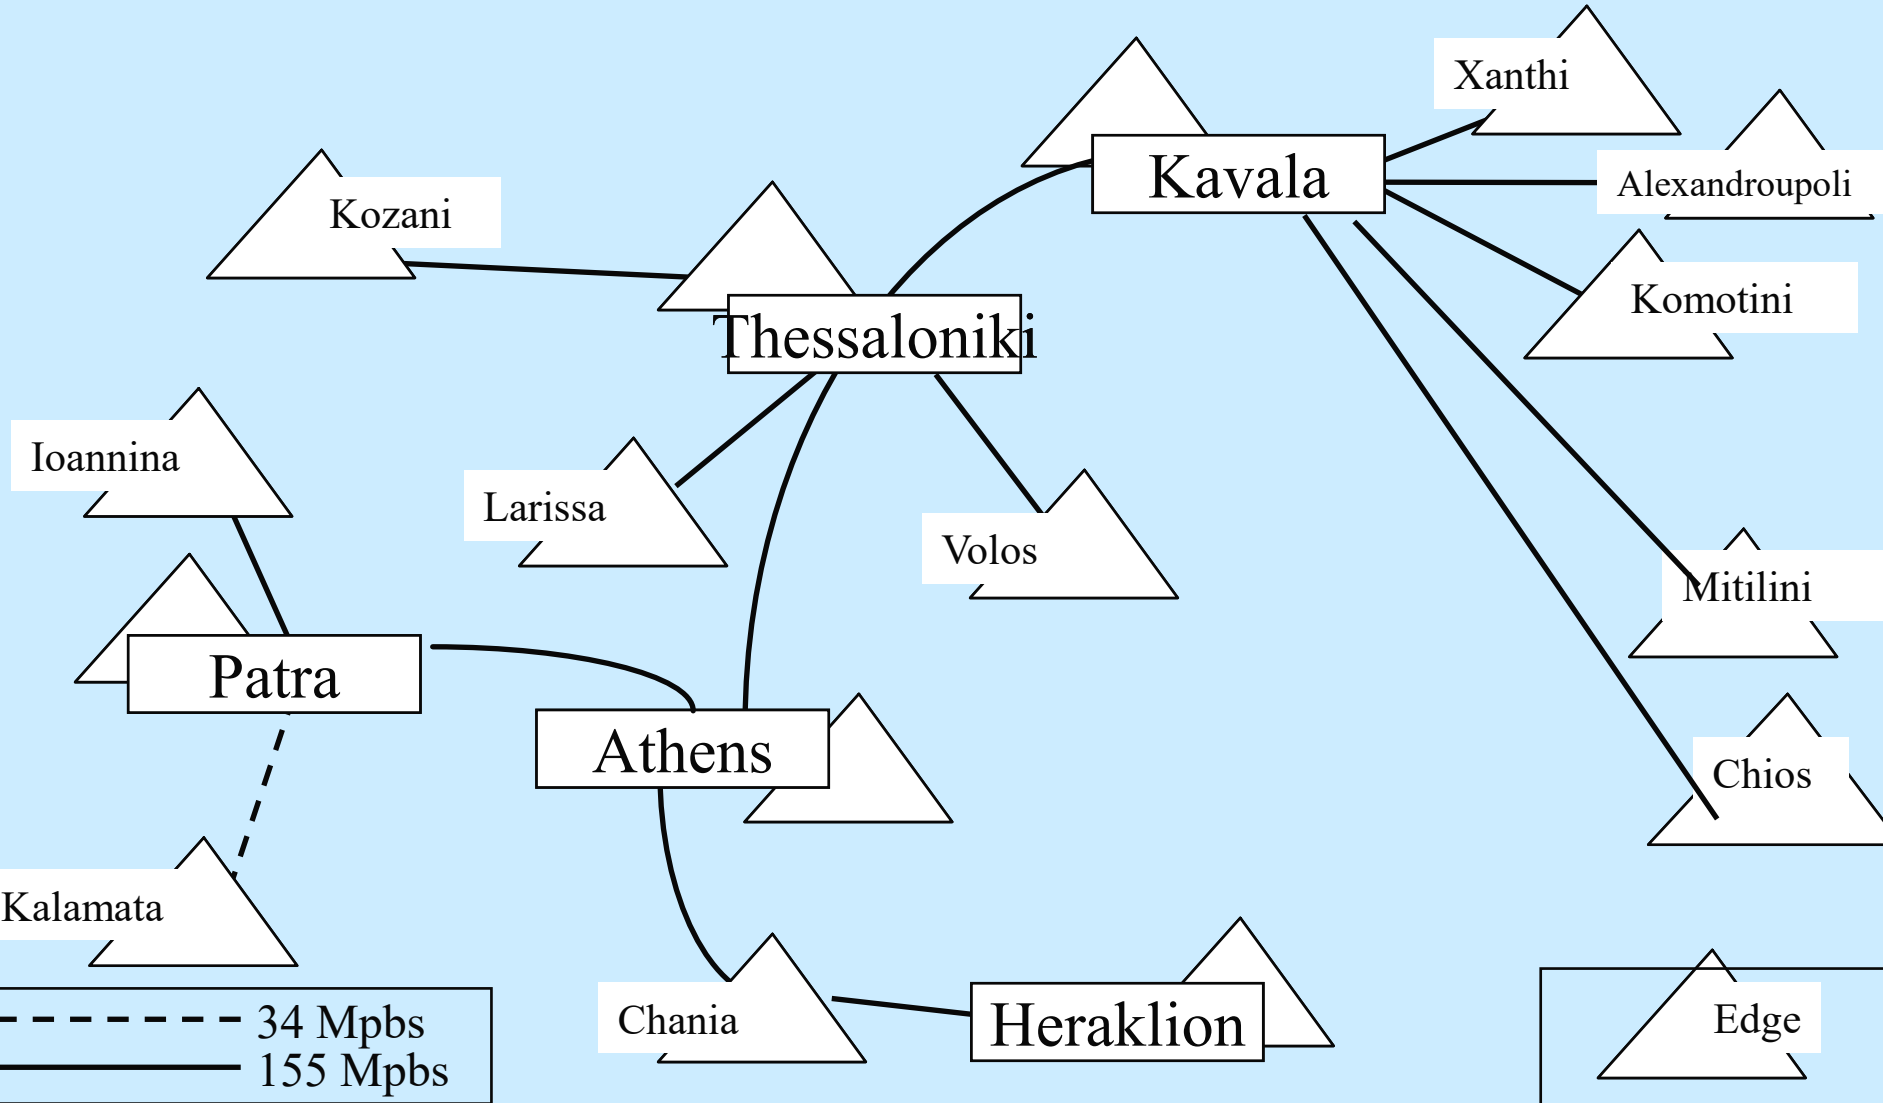 Xanthi
Kavala
Alexandroupoli
Kozani
Komotini
Thessaloniki
Ioannina
Larissa
Volos
Mitilini
Patra
Athens
Chios
Kalamata
Chania
Heraklion
Edge
34 Mpbs
155 Mpbs